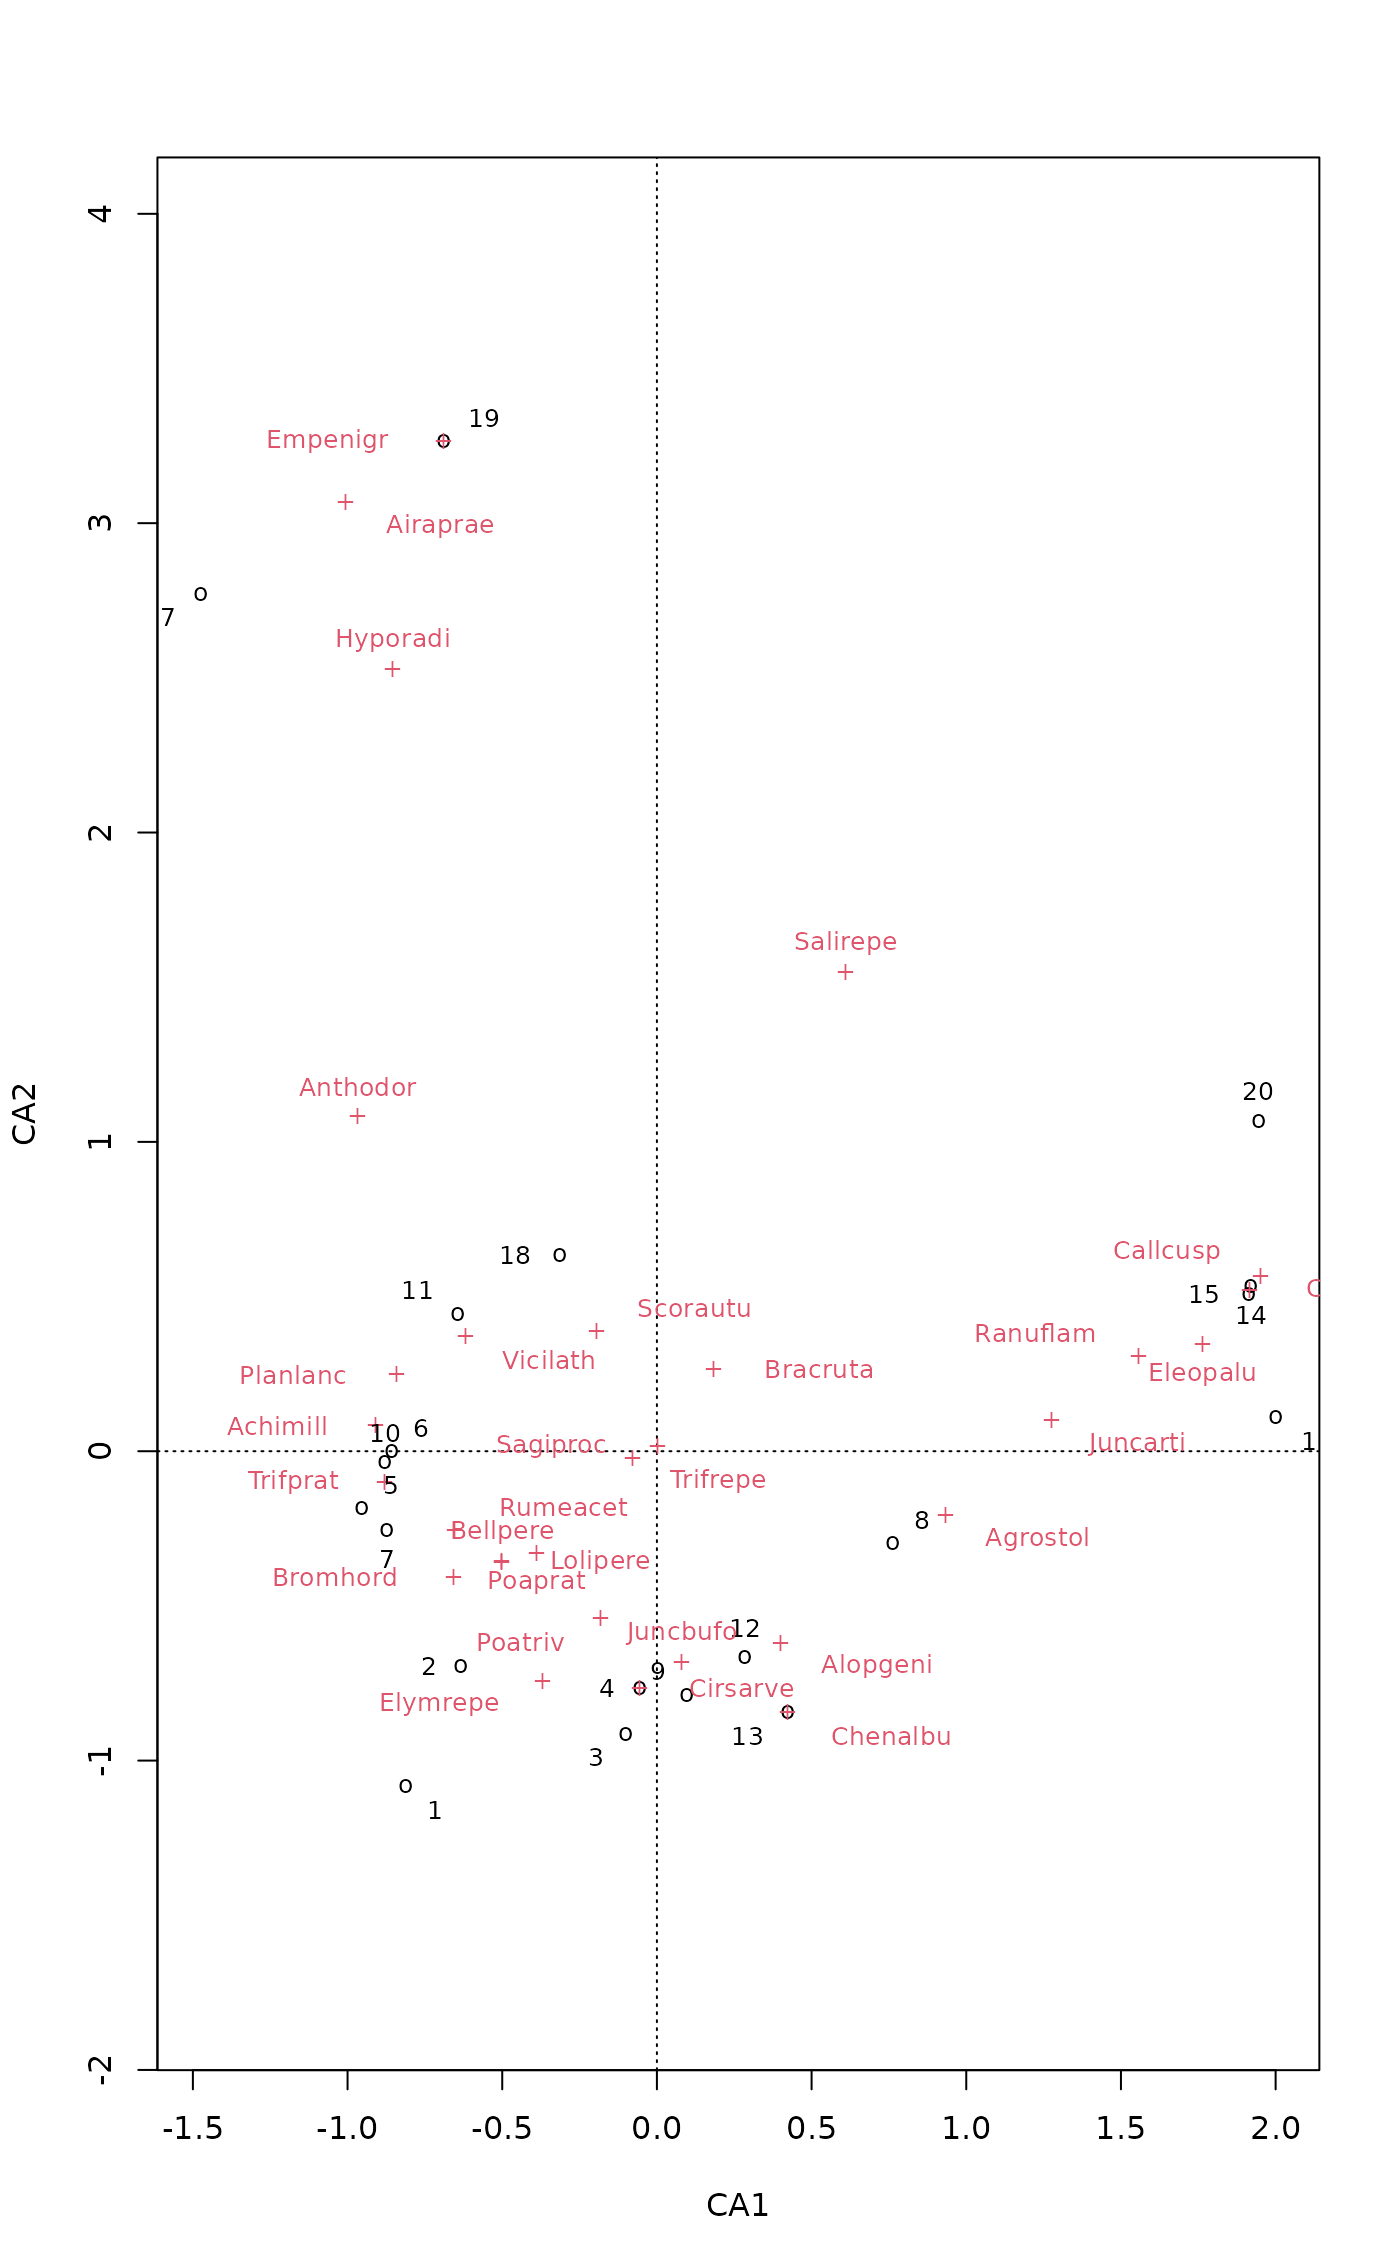 4
19
Empenigr
Airaprae
3
7
Hyporadi
2
Salirepe
Anthodor
20
CA2
1
Callcusp
18
11
15
C
14
Scorautu
Ranuflam
Vicilath
Planlanc
Bracruta
Eleopalu
Achimill
10
6
Sagiproc
Juncarti
1
0
Trifprat
5
Trifrepe
Rumeacet
8
Bellpere
Agrostol
7
Lolipere
Bromhord
Poaprat
12
Juncbufo
Poatriv
2
9
Alopgeni
4
Cirsarve
Elymrepe
13
Chenalbu
3
-1
1
-2
-1.5 -1.0 -0.5 0.0 0.5 1.0 1.5 2.0
CA1